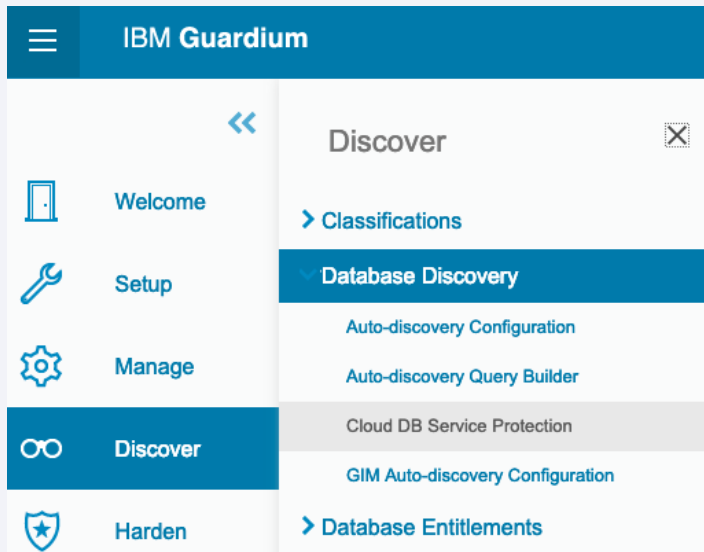 IBM Guardium
Discover
Welcome
Setup
Manage
Discover
Harden
Classifications
Database Discovery
Auto-discovery Configuration
Auto-discovery Query Builder
Cloud DB Service Protection
GIM Auto-discovery Configuration
Database Entitlements